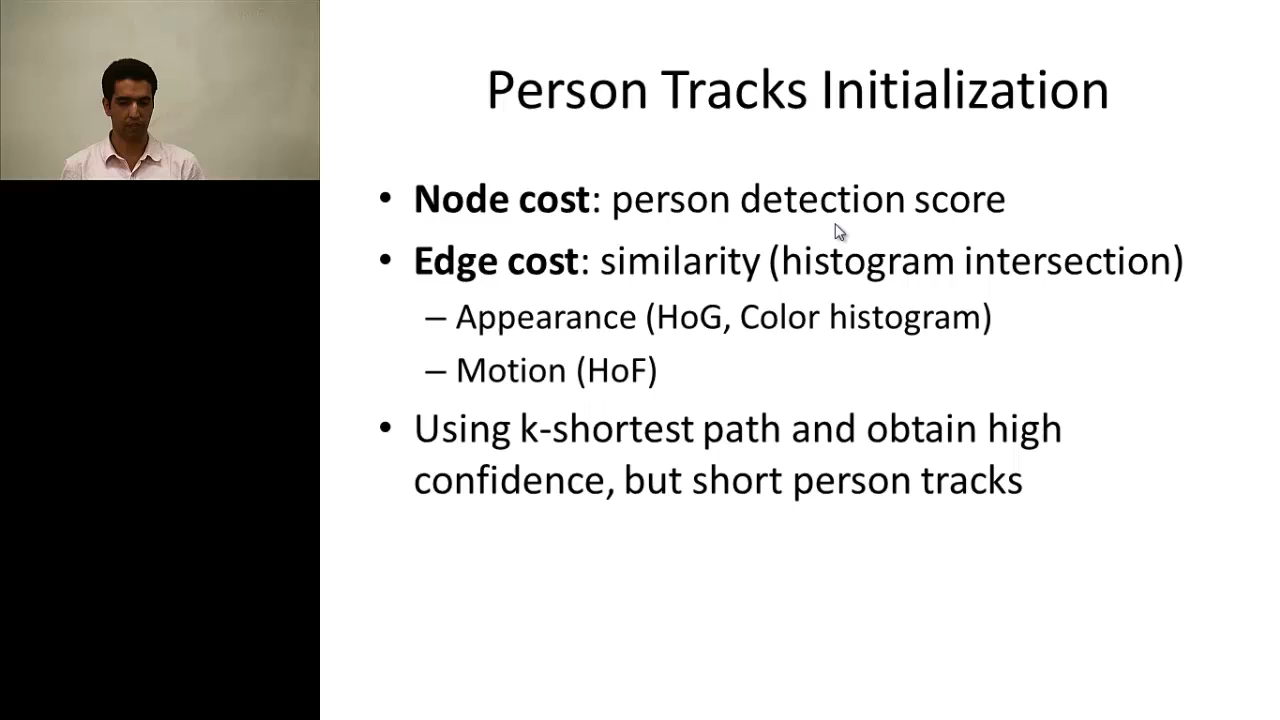 Person Tracks Initialization
• Node cost: person detection score
• Edge cost: similarity (histogram intersection)
– Appearance (HoG, Color histogram)
– Motion (HoF)
• Using k-shortest path and obtain high
confidence, but short person tracks